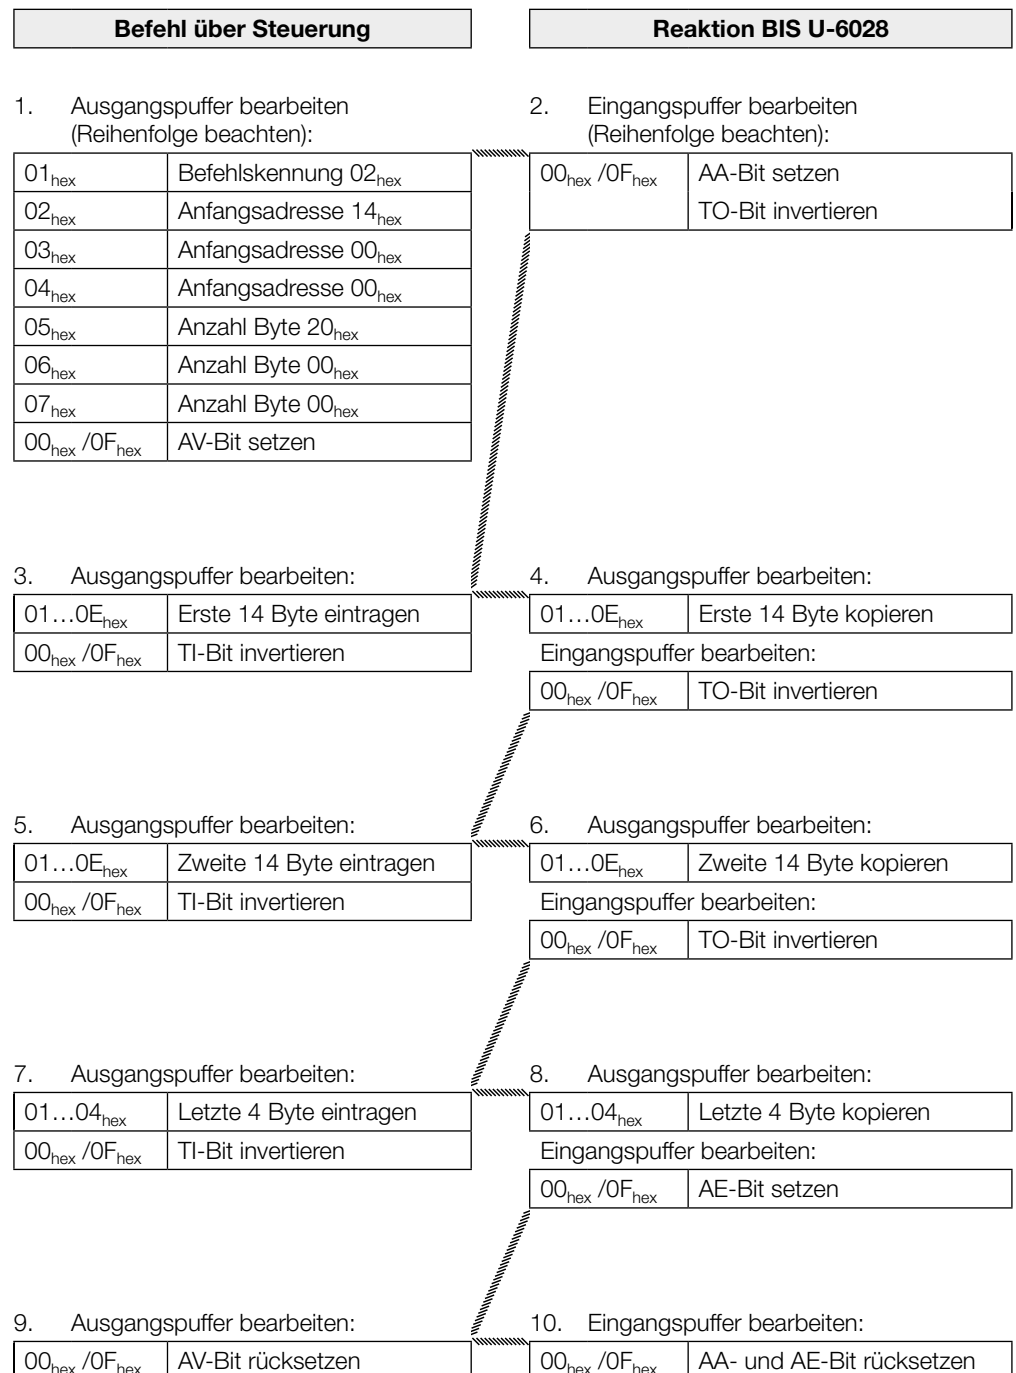 Befehl über Steuerung
Reaktion BIS U-6028
1. Ausgangspuffer bearbeiten
(Reihenfolge beachten):
01hex Befehlskennung 02hex
02hex Anfangsadresse 14hex
03hex Anfangsadresse 00hex
04hex Anfangsadresse 00hex
05hex Anzahl Byte 20hex
06hex Anzahl Byte 00hex
07hex Anzahl Byte 00hex
00hex /0Fhex AV-Bit setzen
2. Eingangspuffer bearbeiten
(Reihenfolge beachten):
00hex /0Fhex AA-Bit setzen
TO-Bit invertieren
3. Ausgangspuffer bearbeiten:
01…0Ehex Erste 14 Byte eintragen
00hex /0Fhex TI-Bit invertieren
4. Ausgangspuffer bearbeiten:
01…0Ehex Erste 14 Byte kopieren
Eingangspuffer bearbeiten:
00hex /0Fhex TO-Bit invertieren
5. Ausgangspuffer bearbeiten:
01…0Ehex Zweite 14 Byte eintragen
00hex /0Fhex TI-Bit invertieren
6. Ausgangspuffer bearbeiten:
01…0Ehex Zweite 14 Byte kopieren
Eingangspuffer bearbeiten:
00hex /0Fhex TO-Bit invertieren
7. Ausgangspuffer bearbeiten:
01…04hex Letzte 4 Byte eintragen
00hex /0Fhex TI-Bit invertieren
8. Ausgangspuffer bearbeiten:
01…04hex Letzte 4 Byte kopieren
Eingangspuffer bearbeiten:
00hex /0Fhex AE-Bit setzen
9. Ausgangspuffer bearbeiten:
00hex /0Fhex AV-Bit rücksetzen
10. Eingangspuffer bearbeiten:
00hex /0Fhex AA- und AE-Bit rücksetzen